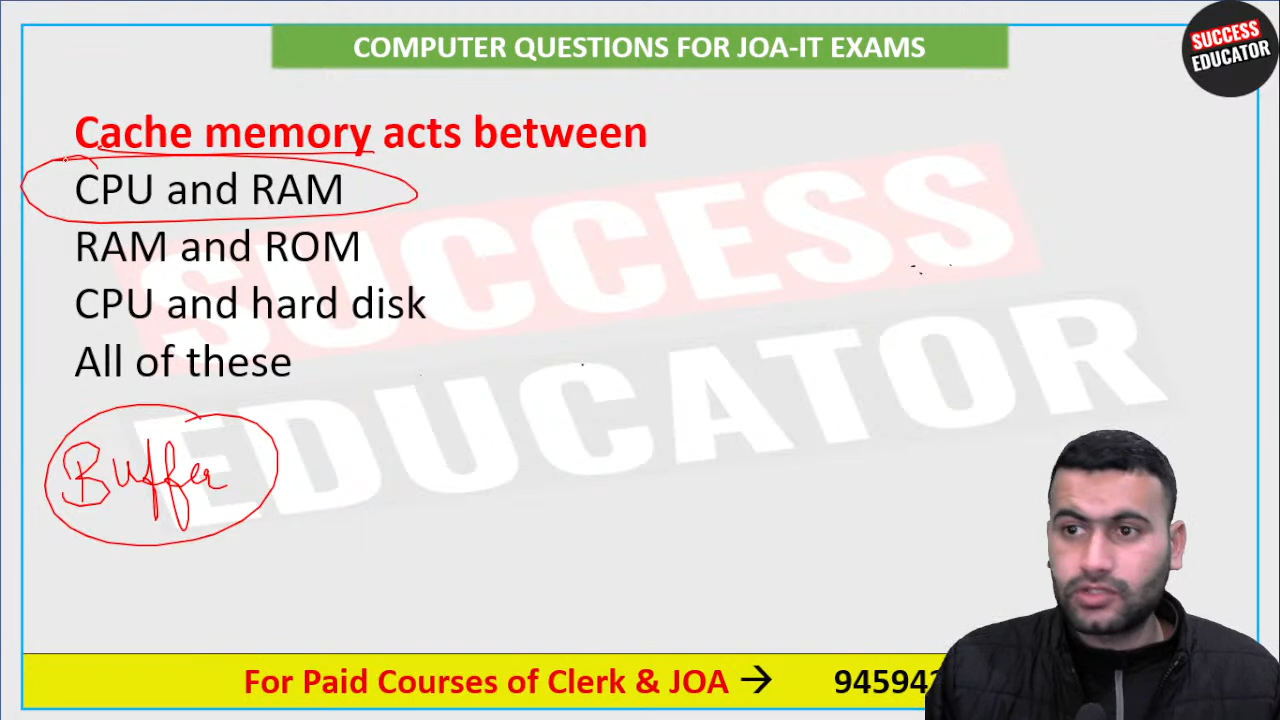 COMPUTER QUESTIONS FOR JOA-IT EXAMS
SUCCESS
EDUCATOR
Cache memory acts between
CPU and RAM
RAM and ROM
CPU and hard disk
All of these
SUCCESS
EDUCATOR
Buffer
For Paid Courses of Clerk & JOA → 94594